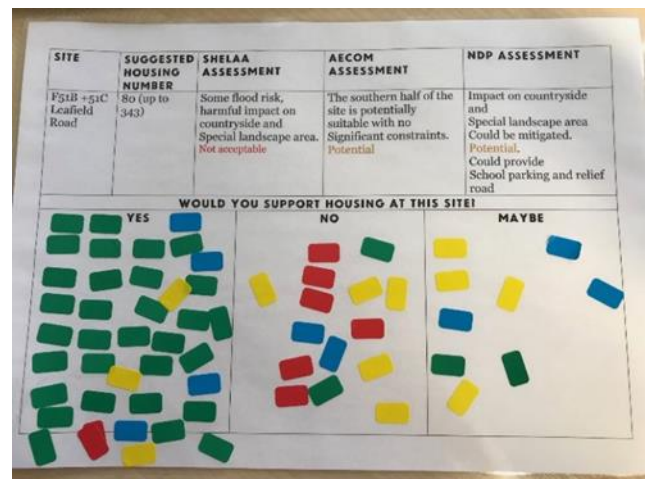 SITE
SUGGESTED
HOUSING
NUMBER
SHELAA
ASSESSMENT
AECOM
ASSESSMENT
NDP ASSESSMENT
F51B +51C
Leafield
Road
80 (up to
343)
Some flood risk,
harmful impact on
countryside and
Special landscape area.
Not acceptable
The southern half of the
site is potentially
suitable with no
Significant constraints.
Potential
Impact on countryside
and
Special landscape area
Could be mitigated.
Potential.
Could provide
School parking and relief
road
WOULD YOU SUPPORT HOUSING AT THIS SITE!
YES
NO
MAYBE